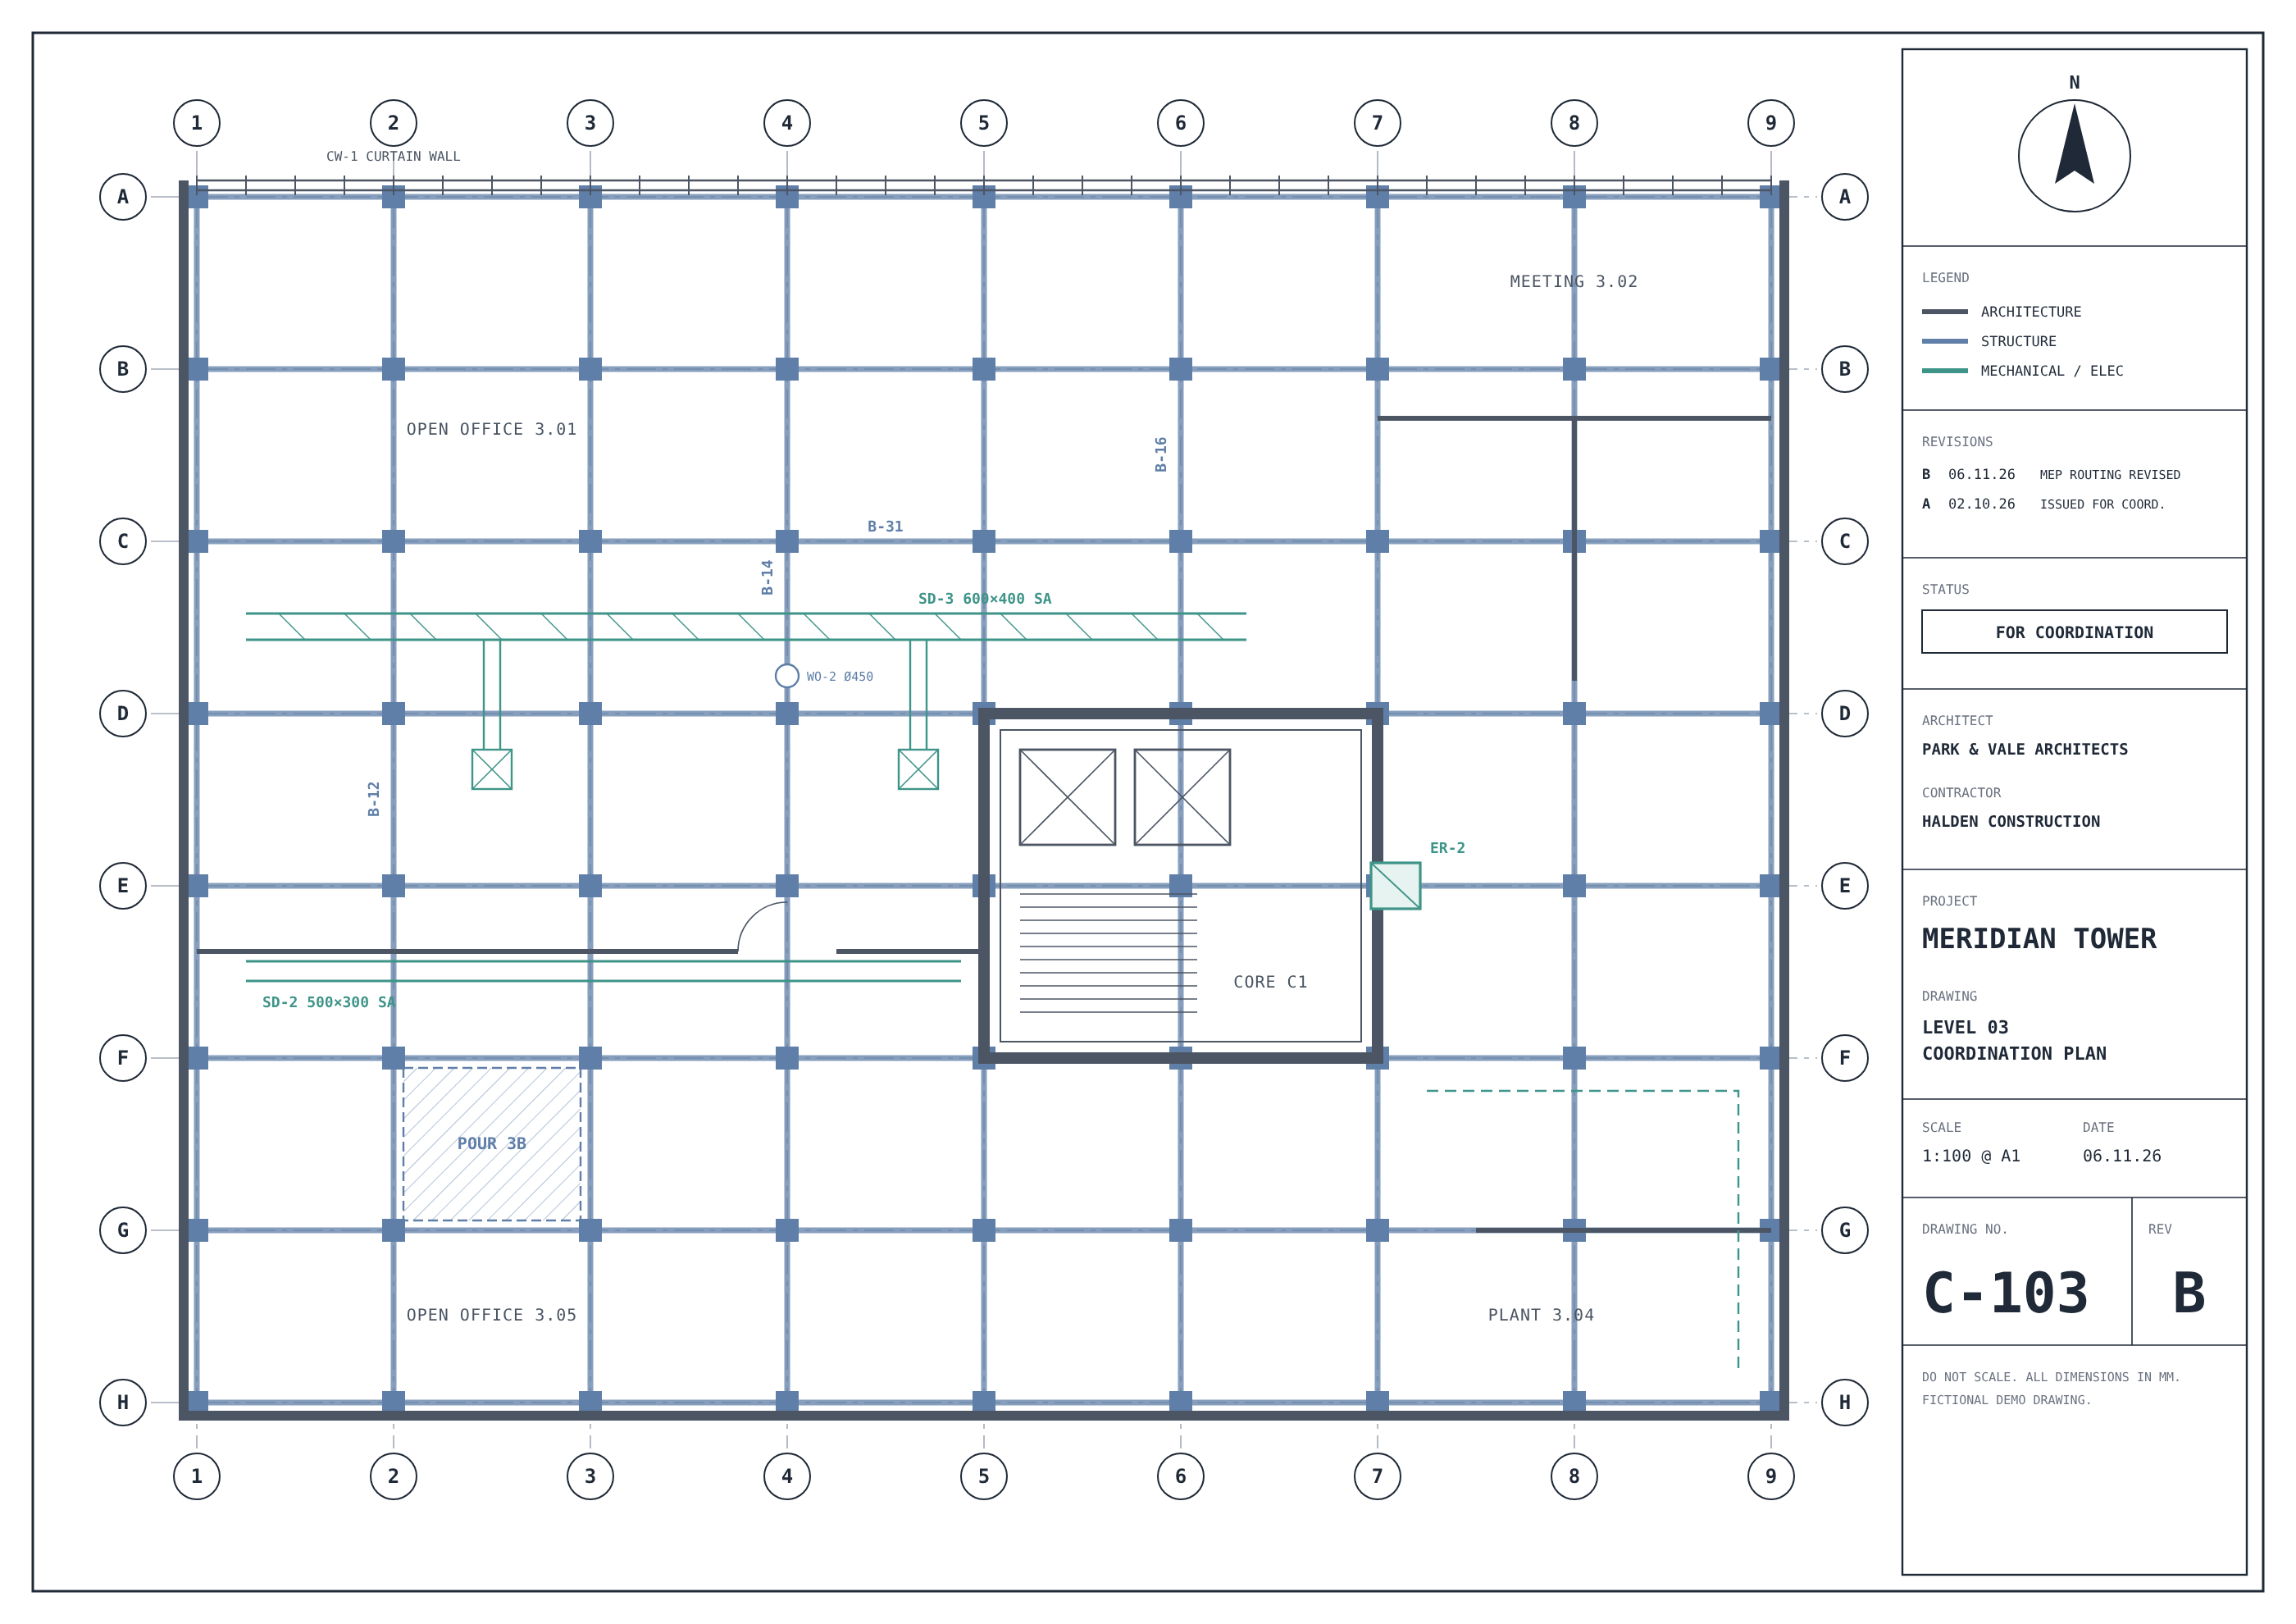 1 2 3 4 5 6 7 8 9
CW-1 CURTAIN WALL
A A
MEETING 3.02
B B
OPEN OFFICE 3.01
B-16
B-31
C C
B-14
SD-3 600×400 SA
WO-2 Ø450
D D
B-12
ER-2
E E
CORE C1
SD-2 500×300 SA
F F
POUR 3B
G G
OPEN OFFICE 3.05
PLANT 3.04
H H
1 2 3 4 5 6 7 8 9
N
LEGEND
ARCHITECTURE
STRUCTURE
MECHANICAL / ELEC
REVISIONS
B 06.11.26 MEP ROUTING REVISED
A 02.10.26 ISSUED FOR COORD.
STATUS
FOR COORDINATION
ARCHITECT
PARK & VALE ARCHITECTS
CONTRACTOR
HALDEN CONSTRUCTION
PROJECT
MERIDIAN TOWER
DRAWING
LEVEL 03
COORDINATION PLAN
SCALE DATE
1:100 @ A1 06.11.26
DRAWING NO. REV
C-103 B
DO NOT SCALE. ALL DIMENSIONS IN MM.
FICTIONAL DEMO DRAWING.